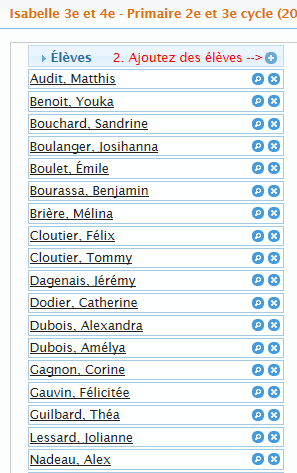 Isabelle 3e et 4e - Primaire 2e et 3e cycle (20
Élèves 2. Ajoutez des élèves -->
Audit, Matthis
Benoit, Youka
Bouchard, Sandrine
Boulanger, Josihanna
Boulet, Émile
Bourassa, Benjamin
Brière, Mélina
Cloutier, Félix
Cloutier, Tommy
Dagenais, Jérémy
Dodier, Catherine
Dubois, Alexandra
Dubois, Amélya
Gagnon, Corine
Gauvin, Félicitée
Guilbard, Théa
Lessard, Jolianne
Nadeau, Alex